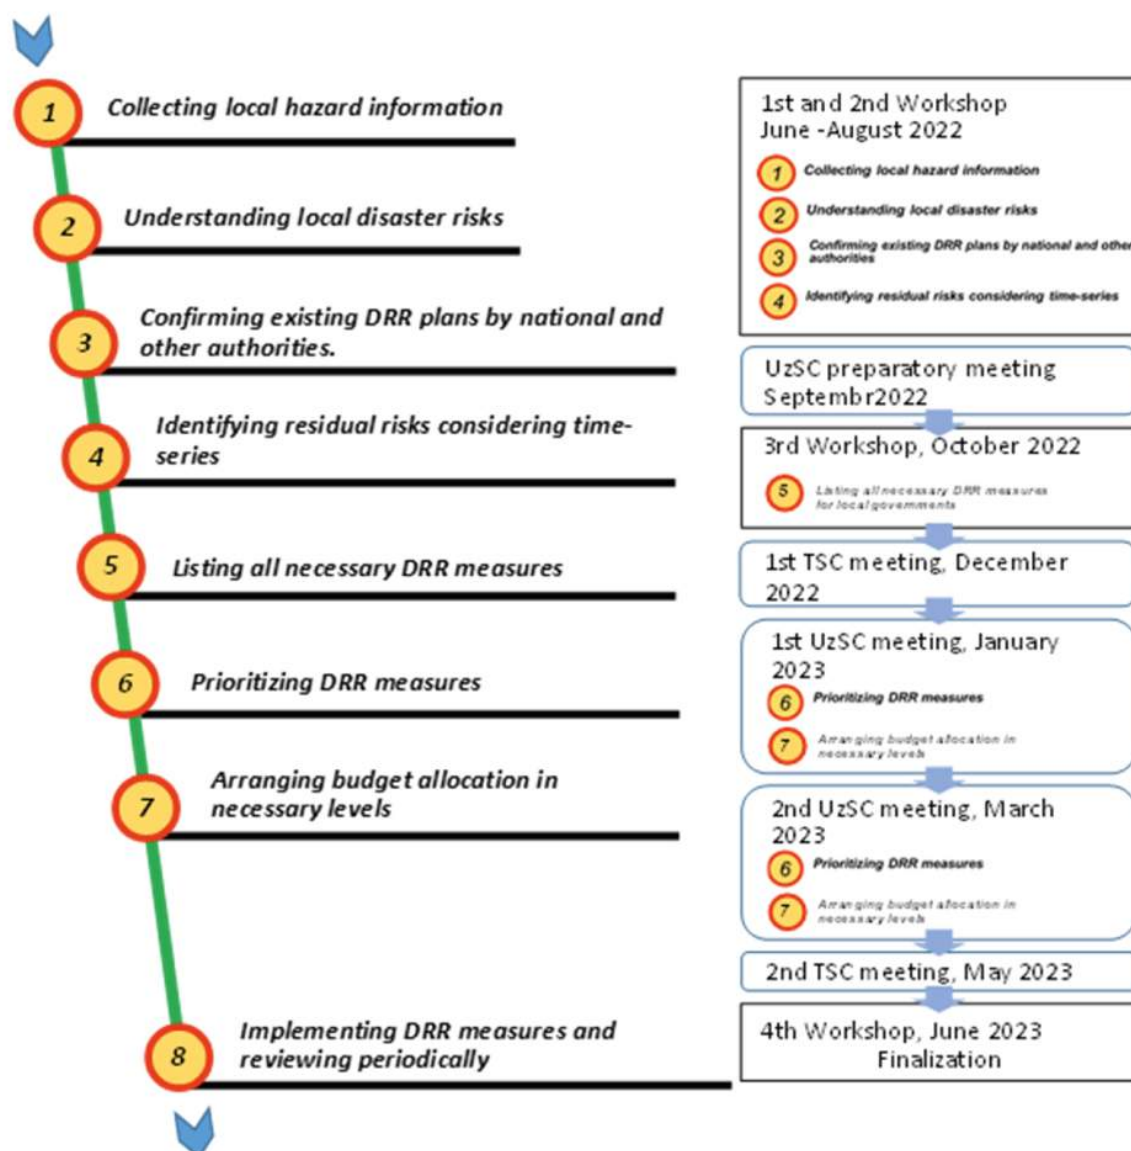 1
Collecting local hazard information
2
Understanding local disaster risks
3
Confirming existing DRR plans by national and
other authorities.
4
Identifying residual risks considering time-
series
5
Listing all necessary DRR measures
6
Prioritizing DRR measures
7
Arranging budget allocation in
necessary levels
8
Implementing DRR measures and
reviewing periodically
1st and 2nd Workshop
June -August 2022
1 Collecting local hazard information
2 Understanding local disaster risks
3 Confirming existing DRR plans by national and other
authorities
4 Identifying residual risks considering time-series
UzSC preparatory meeting
Septembr2022
3rd Workshop, October 2022
5 Listing all necessary DRR measures
for local governments
1st TSC meeting, December
2022
1st UzSC meeting, January
2023
6 Prioritizing DRR measures
7 Arranging budget allocation in
necessary levels
2nd UzSC meeting, March
2023
6 Prioritizing DRR measures
7 Arranging budget allocation in
necessary levels
2nd TSC meeting, May 2023
4th Workshop, June 2023
Finalization